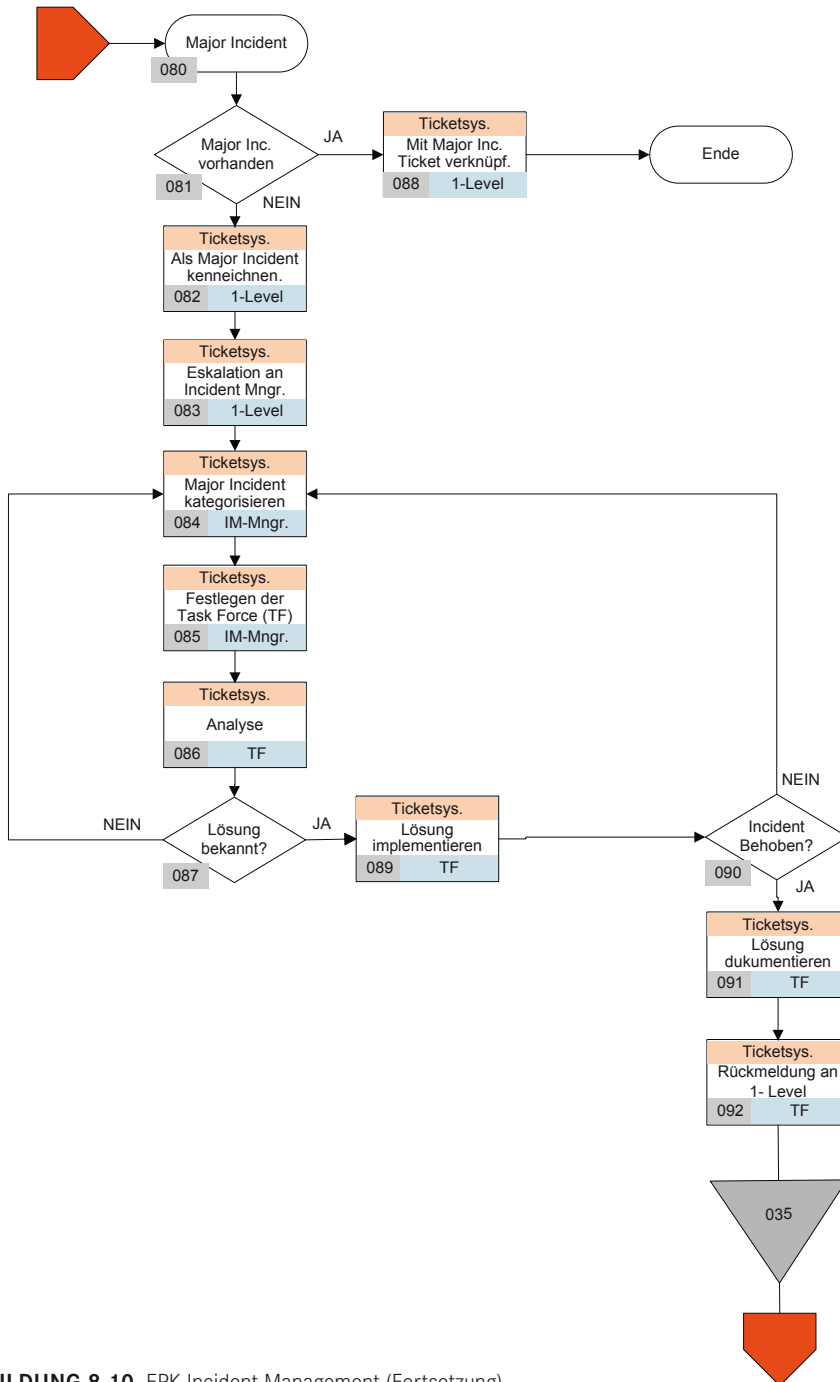 Major Incident
080
Major Inc.
vorhanden
081
JA
NEIN
Ticketsys.
Mit Major Inc.
Ticket verknüpf.
088 1-Level
Ende
Ticketsys.
Als Major Incident
kenneichnen.
082 1-Level
Ticketsys.
Eskalation an
Incident Mngr.
083 1-Level
Ticketsys.
Major Incident
kategorisieren
084 IM-Mngr.
Ticketsys.
Festlegen der
Task Force (TF)
085 IM-Mngr.
Ticketsys.
Analyse
086 TF
NEIN
Lösung
bekannt?
087
JA
Ticketsys.
Lösung
implementieren
089 TF
NEIN
Incident
Behoben?
090
JA
Ticketsys.
Lösung
dukumentieren
091 TF
Ticketsys.
Rückmeldung an
1- Level
092 TF
035
ILDUNG 8.10 EPK Incident Management (Fortsetzung)